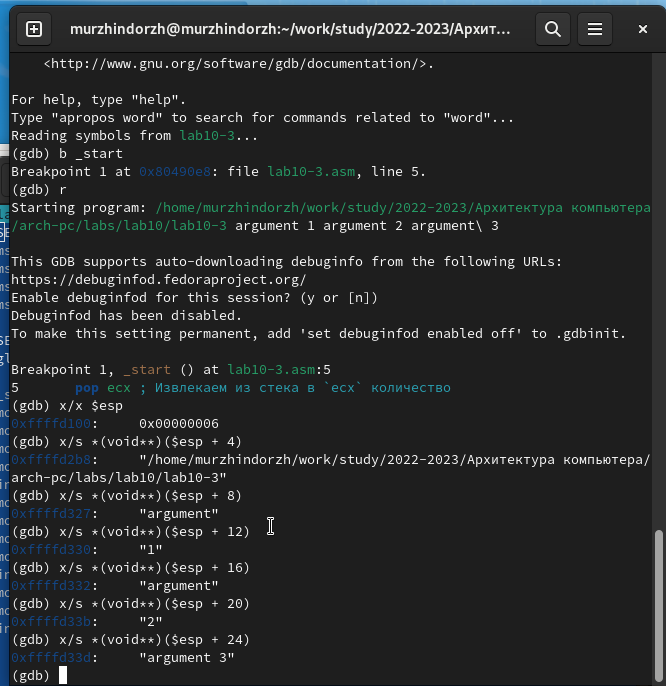 murzhindorzh@murzhindorzh:~/work/study/2022-2023/Архит...
<http://www.gnu.org/software/gdb/documentation/>.
For help, type "help".
Type "apropos word" to search for commands related to "word"...
Reading symbols from lab10-3...
(gdb) b _start
Breakpoint 1 at 0x80490e8: file lab10-3.asm, line 5.
(gdb) r
Starting program: /home/murzhindorzh/work/study/2022-2023/Архитектура компьютера
/arch-pc/labs/lab10/lab10-3 argument 1 argument 2 argument\ 3
This GDB supports auto-downloading debuginfo from the following URLs:
https://debuginfod.fedoraproject.org/
Enable debuginfod for this session? (y or [n])
Debuginfod has been disabled.
To make this setting permanent, add 'set debuginfod enabled off' to .gdbinit.
Breakpoint 1, _start () at lab10-3.asm:5
5 pop ecx ; Извлекаем из стека в `ecx` количество
(gdb) x/x $esp
0xffffd100: 0x00000006
(gdb) x/s *(void**)($esp + 4)
0xffffd2b8: "/home/murzhindorzh/work/study/2022-2023/Архитектура компьютера/
arch-pc/labs/lab10/lab10-3"
(gdb) x/s *(void**)($esp + 8)
0xffffd327: "argument"
(gdb) x/s *(void**)($esp + 12)
0xffffd330: "1"
(gdb) x/s *(void**)($esp + 16)
0xffffd332: "argument"
(gdb) x/s *(void**)($esp + 20)
0xffffd33b: "2"
(gdb) x/s *(void**)($esp + 24)
0xffffd33d: "argument 3"
(gdb)